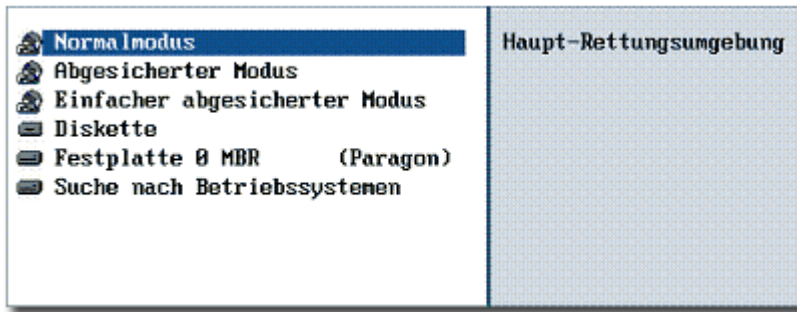 Normalmodus
Abgesicherter Modus
Einfacher abgesicherter Modus
Diskette
Festplatte 0 MBR (Paragon)
Suche nach Betriebssystemen
Haupt-Rettungsumgebung